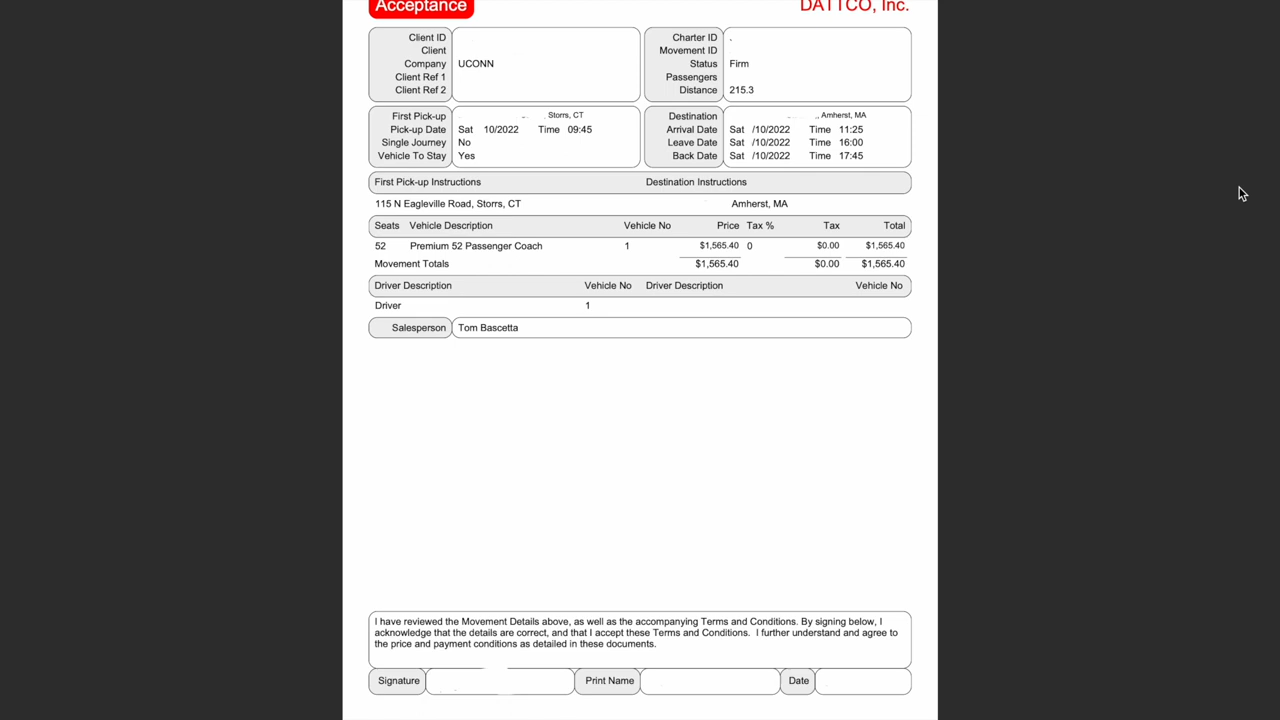 Acceptance
DATTCO, Inc.
Client ID
Client
Company UCONN
Client Ref 1
Client Ref 2
Charter ID
Movement ID
Status Firm
Passengers
Distance 215.3
First Pick-up Storrs, CT
Pick-up Date Sat 10/2022 Time 09:45
Single Journey No
Vehicle To Stay Yes
Destination Amherst, MA
Arrival Date Sat /10/2022 Time 11:25
Leave Date Sat /10/2022 Time 16:00
Back Date Sat /10/2022 Time 17:45
First Pick-up Instructions Destination Instructions
115 N Eagleville Road, Storrs, CT Amherst, MA
Seats Vehicle Description Vehicle No Price Tax % Tax Total
52 Premium 52 Passenger Coach 1 $1,565.40 0 $0.00 $1,565.40
Movement Totals $1,565.40 $0.00 $1,565.40
Driver Description Vehicle No Driver Description Vehicle No
Driver 1
Salesperson Tom Bascetta
I have reviewed the Movement Details above, as well as the accompanying Terms and Conditions. By signing below, I
acknowledge that the details are correct, and that I accept these Terms and Conditions. I further understand and agree to
the price and payment conditions as detailed in these documents.
Signature Print Name Date